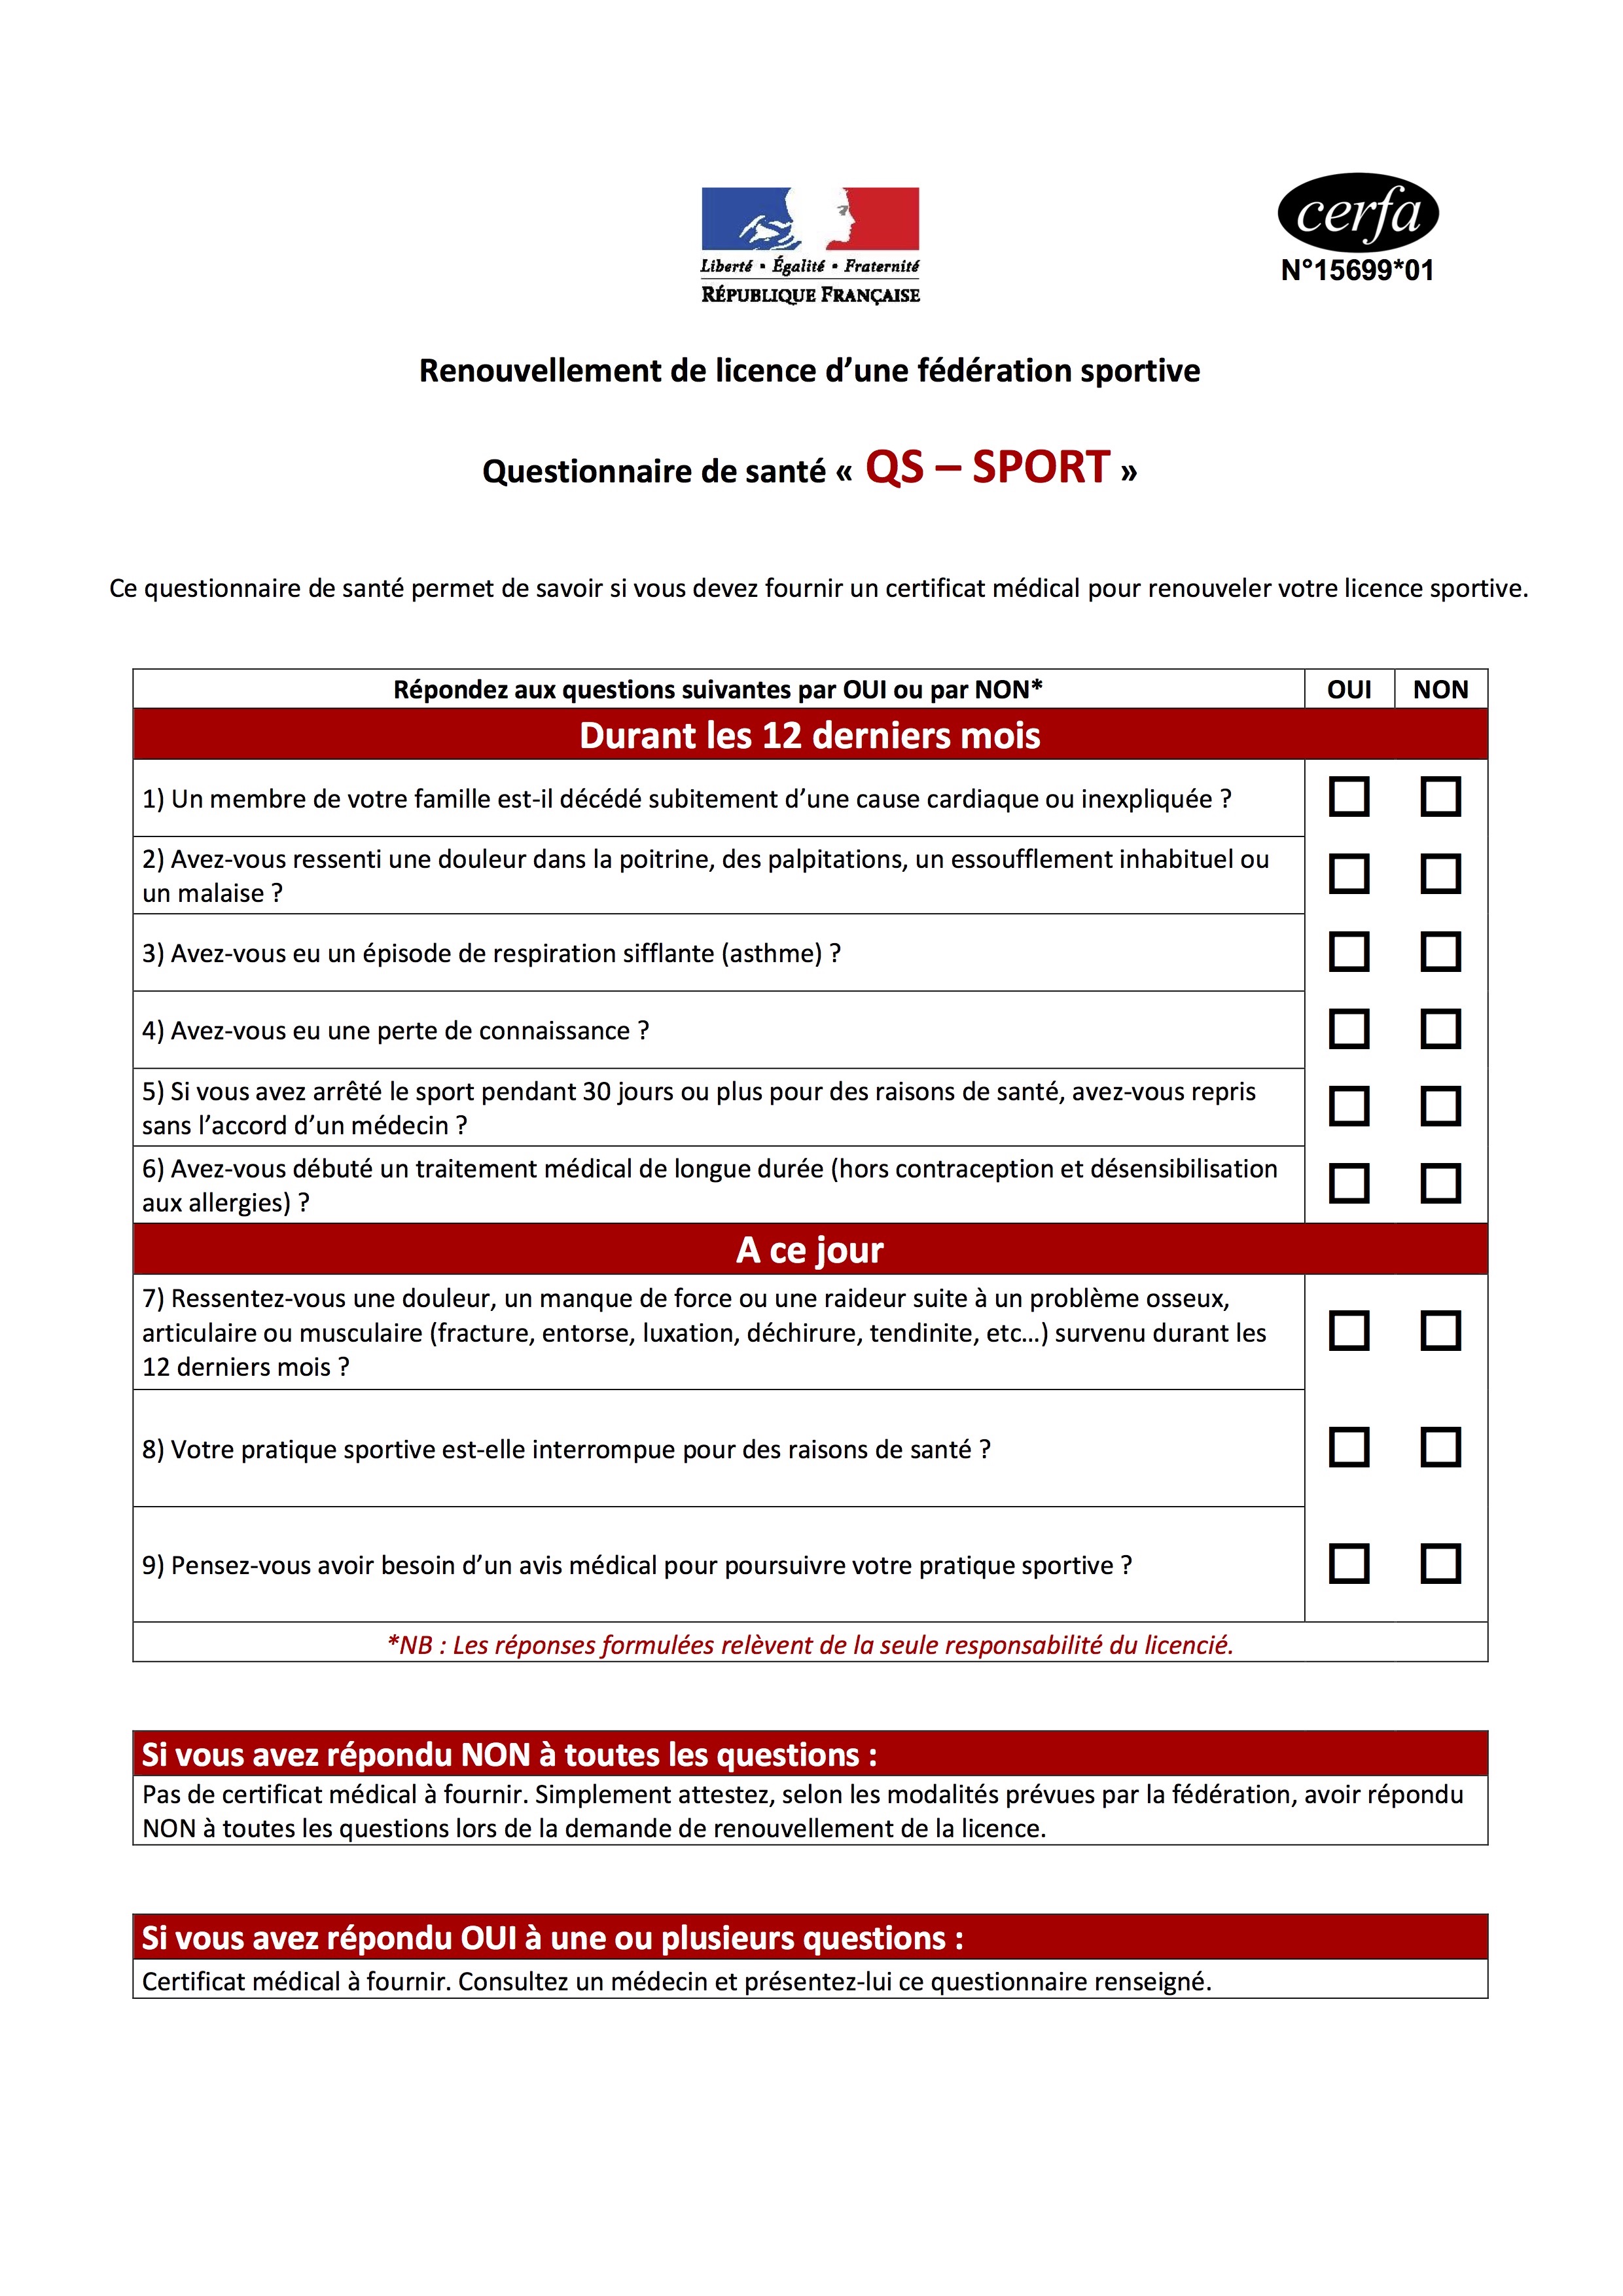 cerfa
N°15699*01
Liberté • Égalité • Fraternité
RÉPUBLIQUE FRANÇAISE
Renouvellement de licence d’une fédération sportive
Questionnaire de santé « QS – SPORT »
Ce questionnaire de santé permet de savoir si vous devez fournir un certificat médical pour renouveler votre licence sportive.
Répondez aux questions suivantes par OUI ou par NON* OUI NON
Durant les 12 derniers mois
1) Un membre de votre famille est-il décédé subitement d’une cause cardiaque ou inexpliquée ?
2) Avez-vous ressenti une douleur dans la poitrine, des palpitations, un essoufflement inhabituel ou
un malaise ?
3) Avez-vous eu un épisode de respiration sifflante (asthme) ?
4) Avez-vous eu une perte de connaissance ?
5) Si vous avez arrêté le sport pendant 30 jours ou plus pour des raisons de santé, avez-vous repris
sans l’accord d’un médecin ?
6) Avez-vous débuté un traitement médical de longue durée (hors contraception et désensibilisation
aux allergies) ?
A ce jour
7) Ressentez-vous une douleur, un manque de force ou une raideur suite à un problème osseux,
articulaire ou musculaire (fracture, entorse, luxation, déchirure, tendinite, etc…) survenu durant les
12 derniers mois ?
8) Votre pratique sportive est-elle interrompue pour des raisons de santé ?
9) Pensez-vous avoir besoin d’un avis médical pour poursuivre votre pratique sportive ?
*NB : Les réponses formulées relèvent de la seule responsabilité du licencié.
Si vous avez répondu NON à toutes les questions :
Pas de certificat médical à fournir. Simplement attestez, selon les modalités prévues par la fédération, avoir répondu
NON à toutes les questions lors de la demande de renouvellement de la licence.
Si vous avez répondu OUI à une ou plusieurs questions :
Certificat médical à fournir. Consultez un médecin et présentez-lui ce questionnaire renseigné.